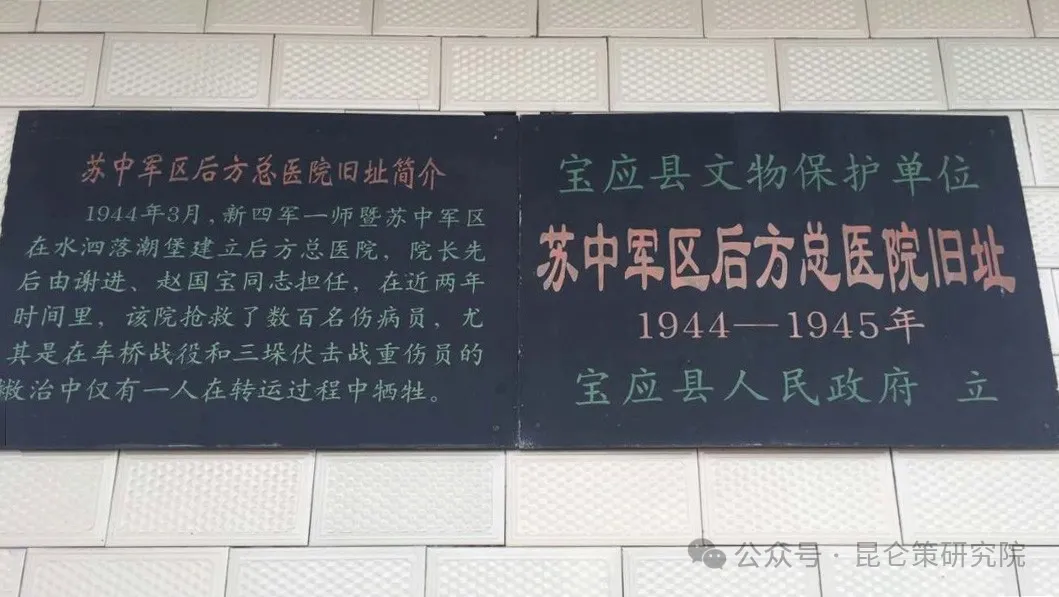 苏中军区后方总医院旧址简介
1944年3月，新四军一师暨苏中军区
在水泗落潮堡建立后方总医院，院长先
后由谢进、赵国宝同志担任，在近两年
时间里，该院抢救了数百名伤病员，尤
其是在车桥战役和三垛伏击战重伤员的
救治中仅有一人在转运过程中牺牲。
宝应县文物保护单位
苏中军区后方总医院旧址
1944—1945年
宝应县人民政府 立
公众号·昆仑策研究院